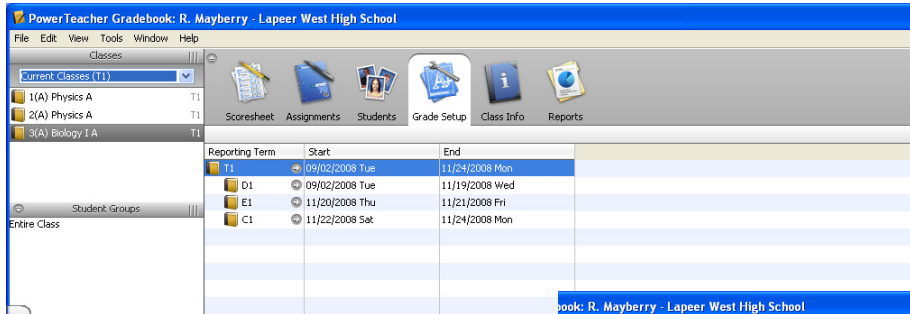 PowerTeacher Gradebook: R. Mayberry - Lapeer West High School
File Edit View Tools Window Help
Classes
Current Classes (T1)
1(A) Physics A T1
2(A) Physics A T1
3(A) Biology I A T1
Student Groups
Entire Class
Scoresheet Assignments Students Grade Setup Class Info Reports
Reporting Term Start End
T1 09/02/2008 Tue 11/24/2008 Mon
D1 09/02/2008 Tue 11/19/2008 Wed
E1 11/20/2008 Thu 11/21/2008 Fri
C1 11/22/2008 Sat 11/24/2008 Mon
book: R. Mayberry - Lapeer West High School